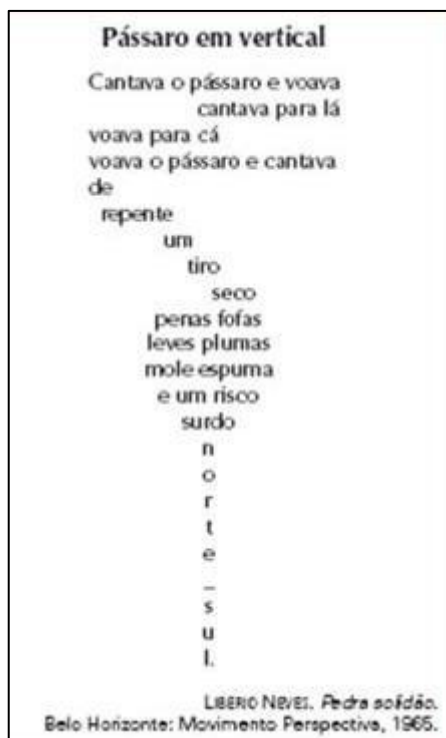 Pássaro em vertical
Cantava o pássaro e voava
cantava para lá
voava para cá
voava o pássaro e cantava
de
repente
um
tiro
seco
penas fofas
leves plumas
mole espuma
e um risco
surdo
n
o
r
t
e
_
s
u
l.
LIBERIO NEVES. Pedra solidão.
Belo Horizonte: Movimento Perspectiva, 1965.